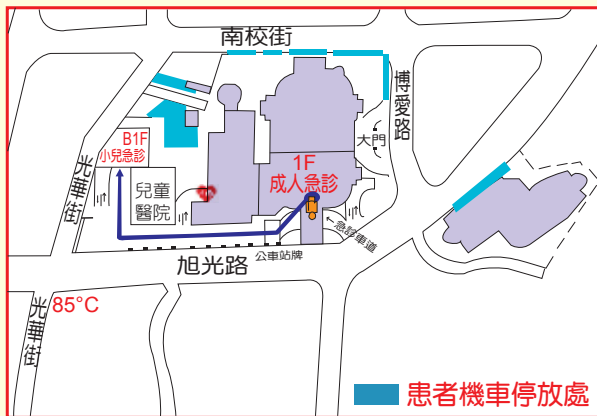 南校街
博愛路
大門
B1F
小兒急診
1F
成人急診
光華街
兒童
醫院
急診車道
公車站牌
旭光路
85°C
光華街
患者機車停放處